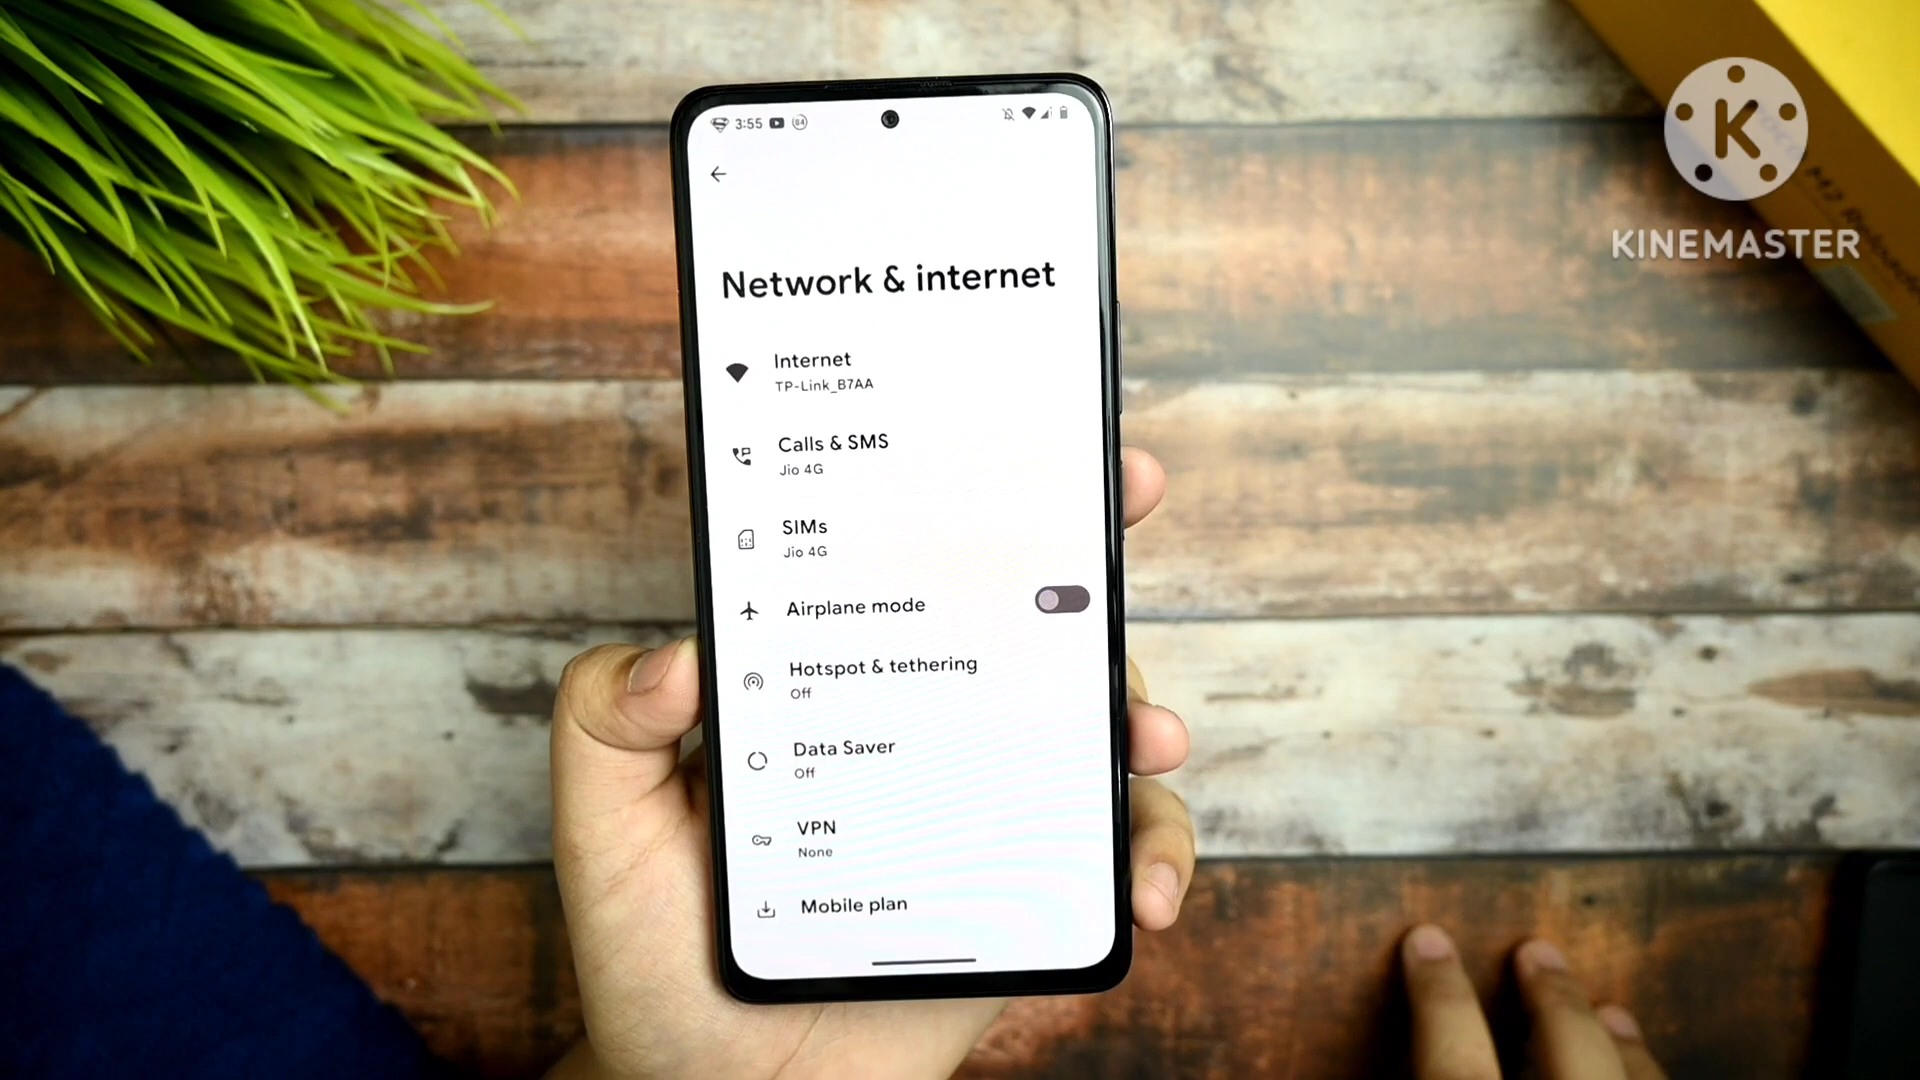 3:55
84
K
KINEMASTER
Network & internet
Internet
TP-Link_B7AA
Calls & SMS
Jio 4G
SIMs
Jio 4G
Airplane mode
Hotspot & tethering
Off
Data Saver
Off
VPN
None
Mobile plan